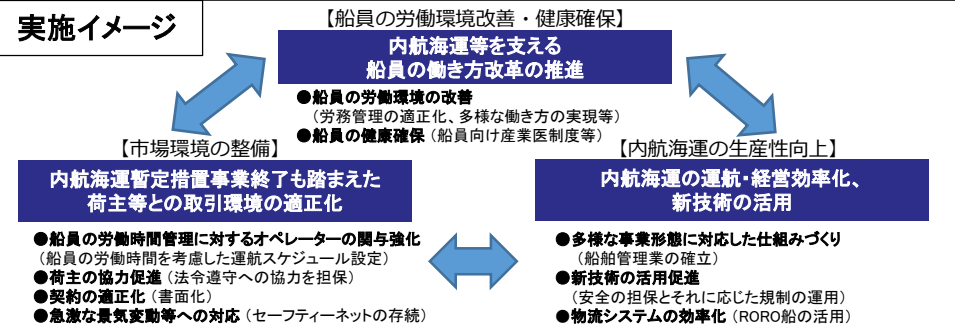 実施イメージ
【船員の労働環境改善・健康確保】
内航海運等を支える
船員の働き方改革の推進
●船員の労働環境の改善
(労務管理の適正化、多様な働き方の実現等)
●船員の健康確保 (船員向け産業医制度等)
【市場環境の整備】
内航海運暫定措置事業終了も踏まえた
荷主等との取引環境の適正化
●船員の労働時間管理に対するオペレーターの関与強化
(船員の労働時間を考慮した運航スケジュール設定)
●荷主の協力促進 (法令遵守への協力を担保)
●契約の適正化 (書面化)
●急激な景気変動等への対応 (セーフティーネットの存続)
【内航海運の生産性向上】
内航海運の運航・経営効率化、
新技術の活用
●多様な事業形態に対応した仕組みづくり
(船舶管理業の確立)
●新技術の活用促進
(安全の担保とそれに応じた規制の運用)
●物流システムの効率化 (RORO船の活用)